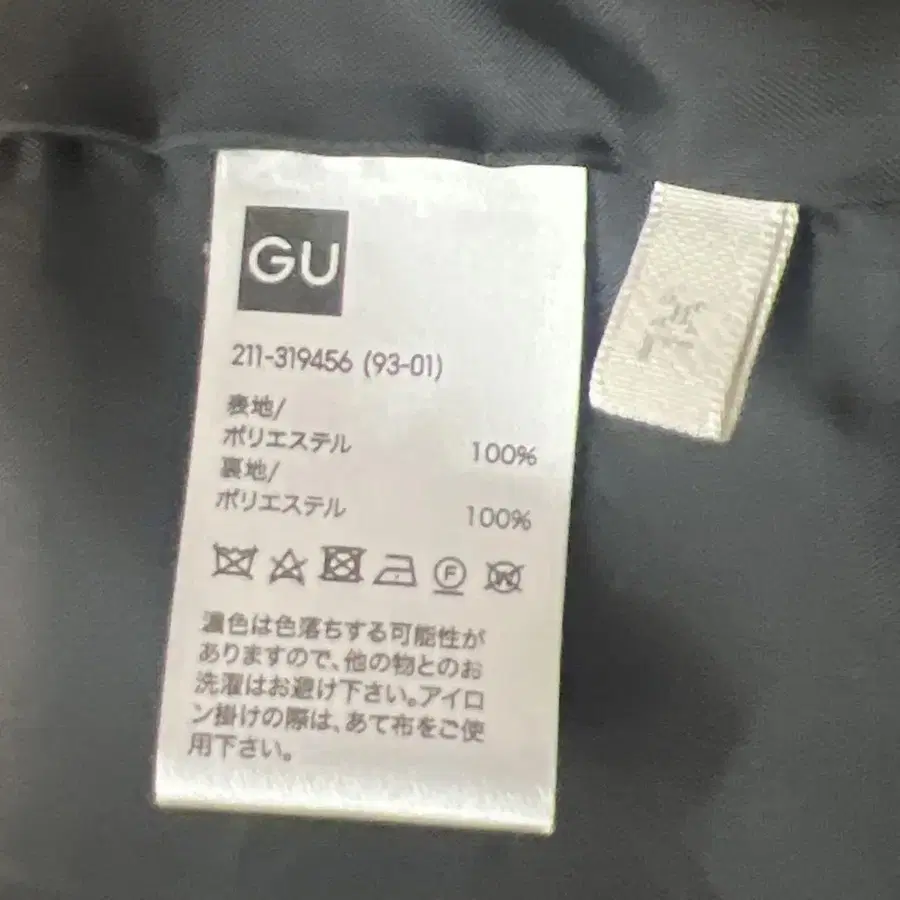 GU
211-319456 (93-01)
表地/
ポリエステル 100%
裏地/
ポリエステル 100%
F
W
濃色は色落ちする可能性が
ありますので、他の物とのお
洗濯はお避け下さい。アイロ
ン掛けの際は、あて布をご使
用下さい。